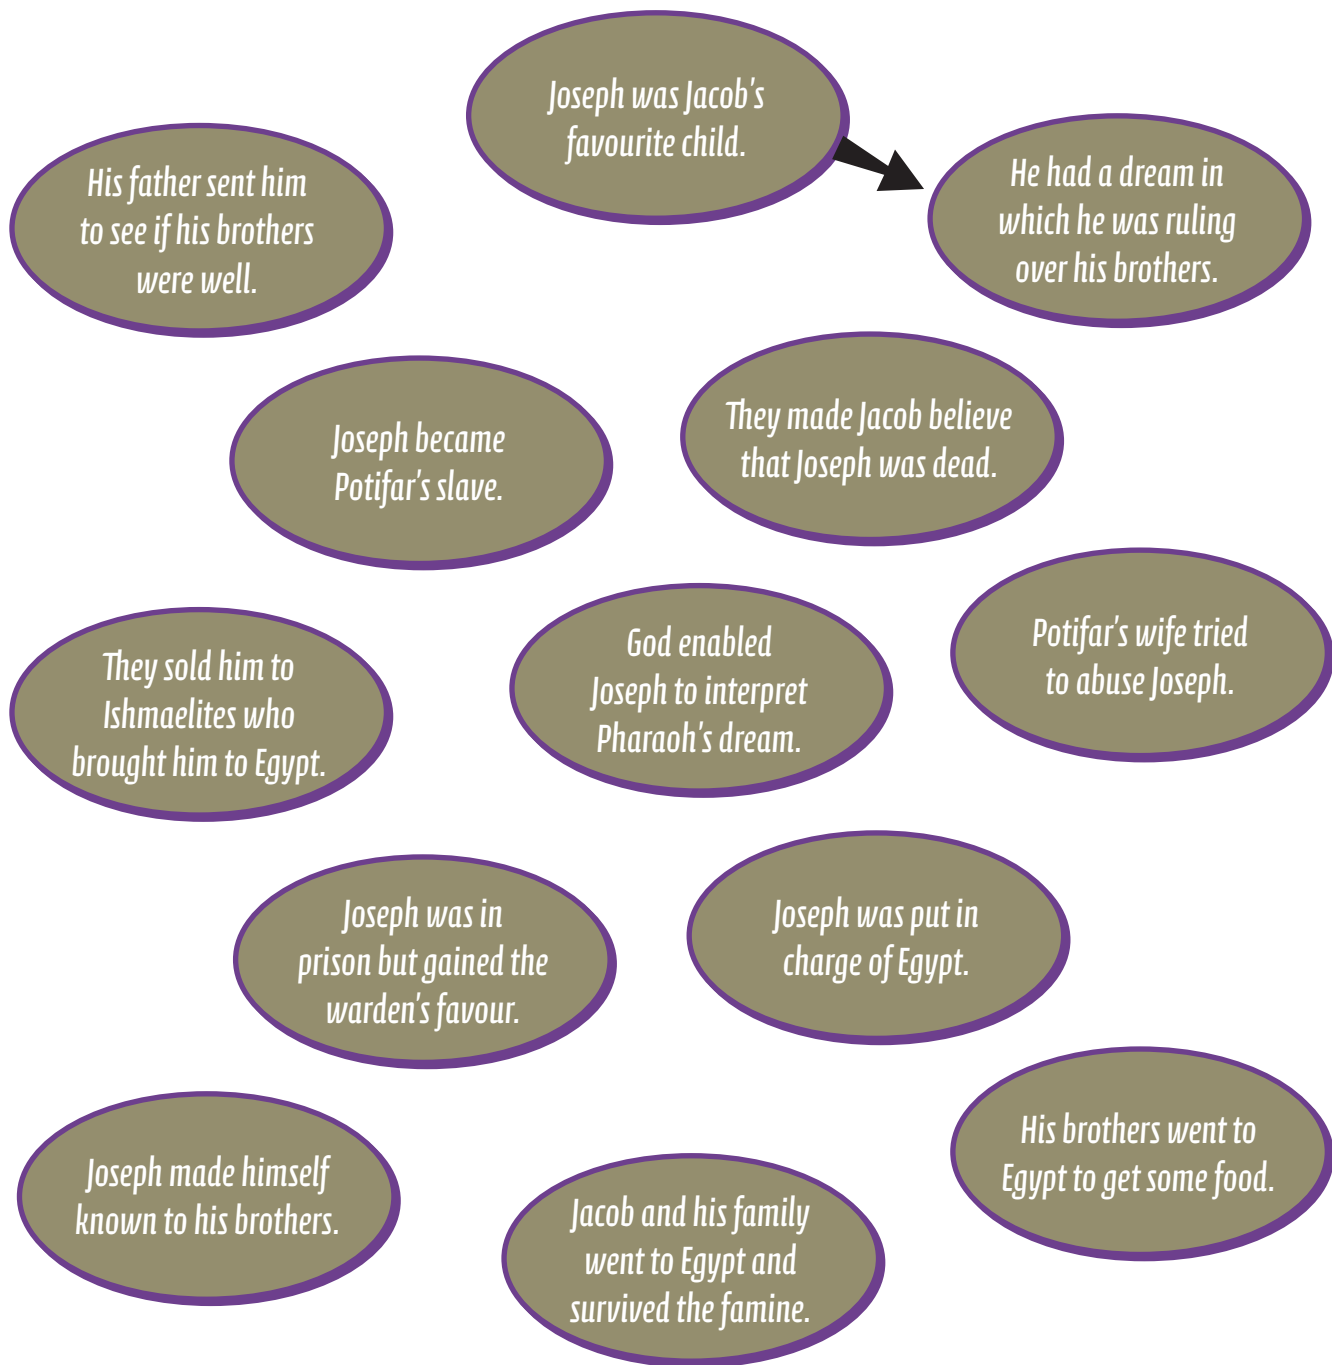 Joseph was Jacob's
favourite child.
His father sent him
to see if his brothers
were well.
He had a dream in
which he was ruling
over his brothers.
Joseph became
Potifar's slave.
They made Jacob believe
that Joseph was dead.
They sold him to
Ishmaelites who
brought him to Egypt.
God enabled
Joseph to interpret
Pharaoh's dream.
Potifar's wife tried
to abuse Joseph.
Joseph was in
prison but gained the
warden's favour.
Joseph was put in
charge of Egypt.
Joseph made himself
known to his brothers.
Jacob and his family
went to Egypt and
survived the famine.
His brothers went to
Egypt to get some food.